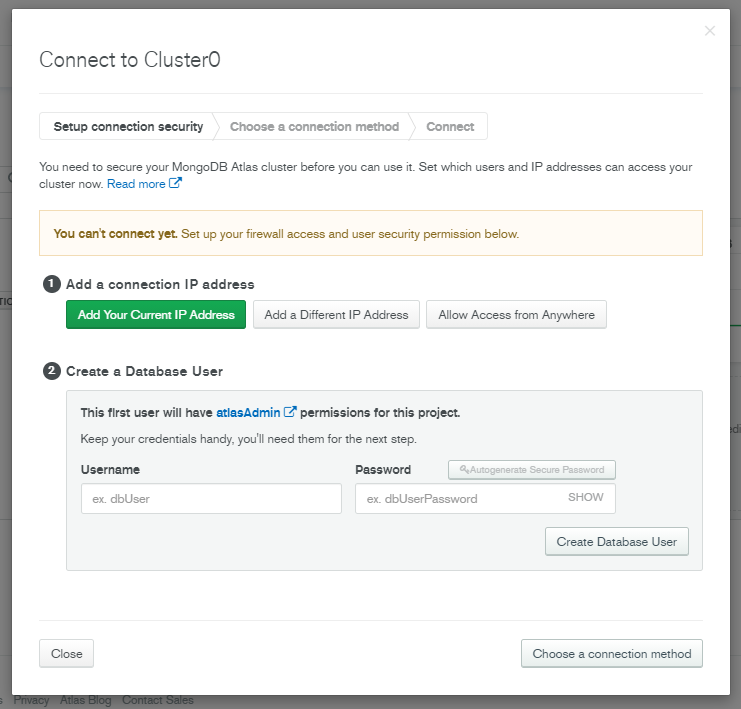 Connect to Cluster0
Setup connection security
Choose a connection method
Connect
You need to secure your MongoDB Atlas cluster before you can use it. Set which users and IP addresses can access your
cluster now. Read more
You can't connect yet. Set up your firewall access and user security permission below.
1 Add a connection IP address
Add Your Current IP Address
Add a Different IP Address
Allow Access from Anywhere
2 Create a Database User
This first user will have atlasAdmin permissions for this project.
Keep your credentials handy, you'll need them for the next step.
Username
Password
Autogenerate Secure Password
ex. dbUser
ex. dbUserPassword
SHOW
Create Database User
Close
Choose a connection method
Privacy Atlas Blog Contact Sales